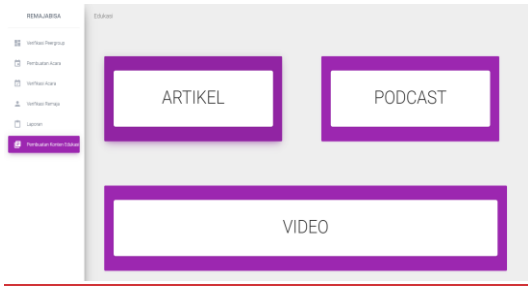 REMAJABISA
Edukasi
Verifikasi Peergroup
Pembuatan Acara
Verifikasi Acara
Verifikasi Remaja
Laporan
Pembuatan Konten Edukasi
ARTIKEL
PODCAST
VIDEO